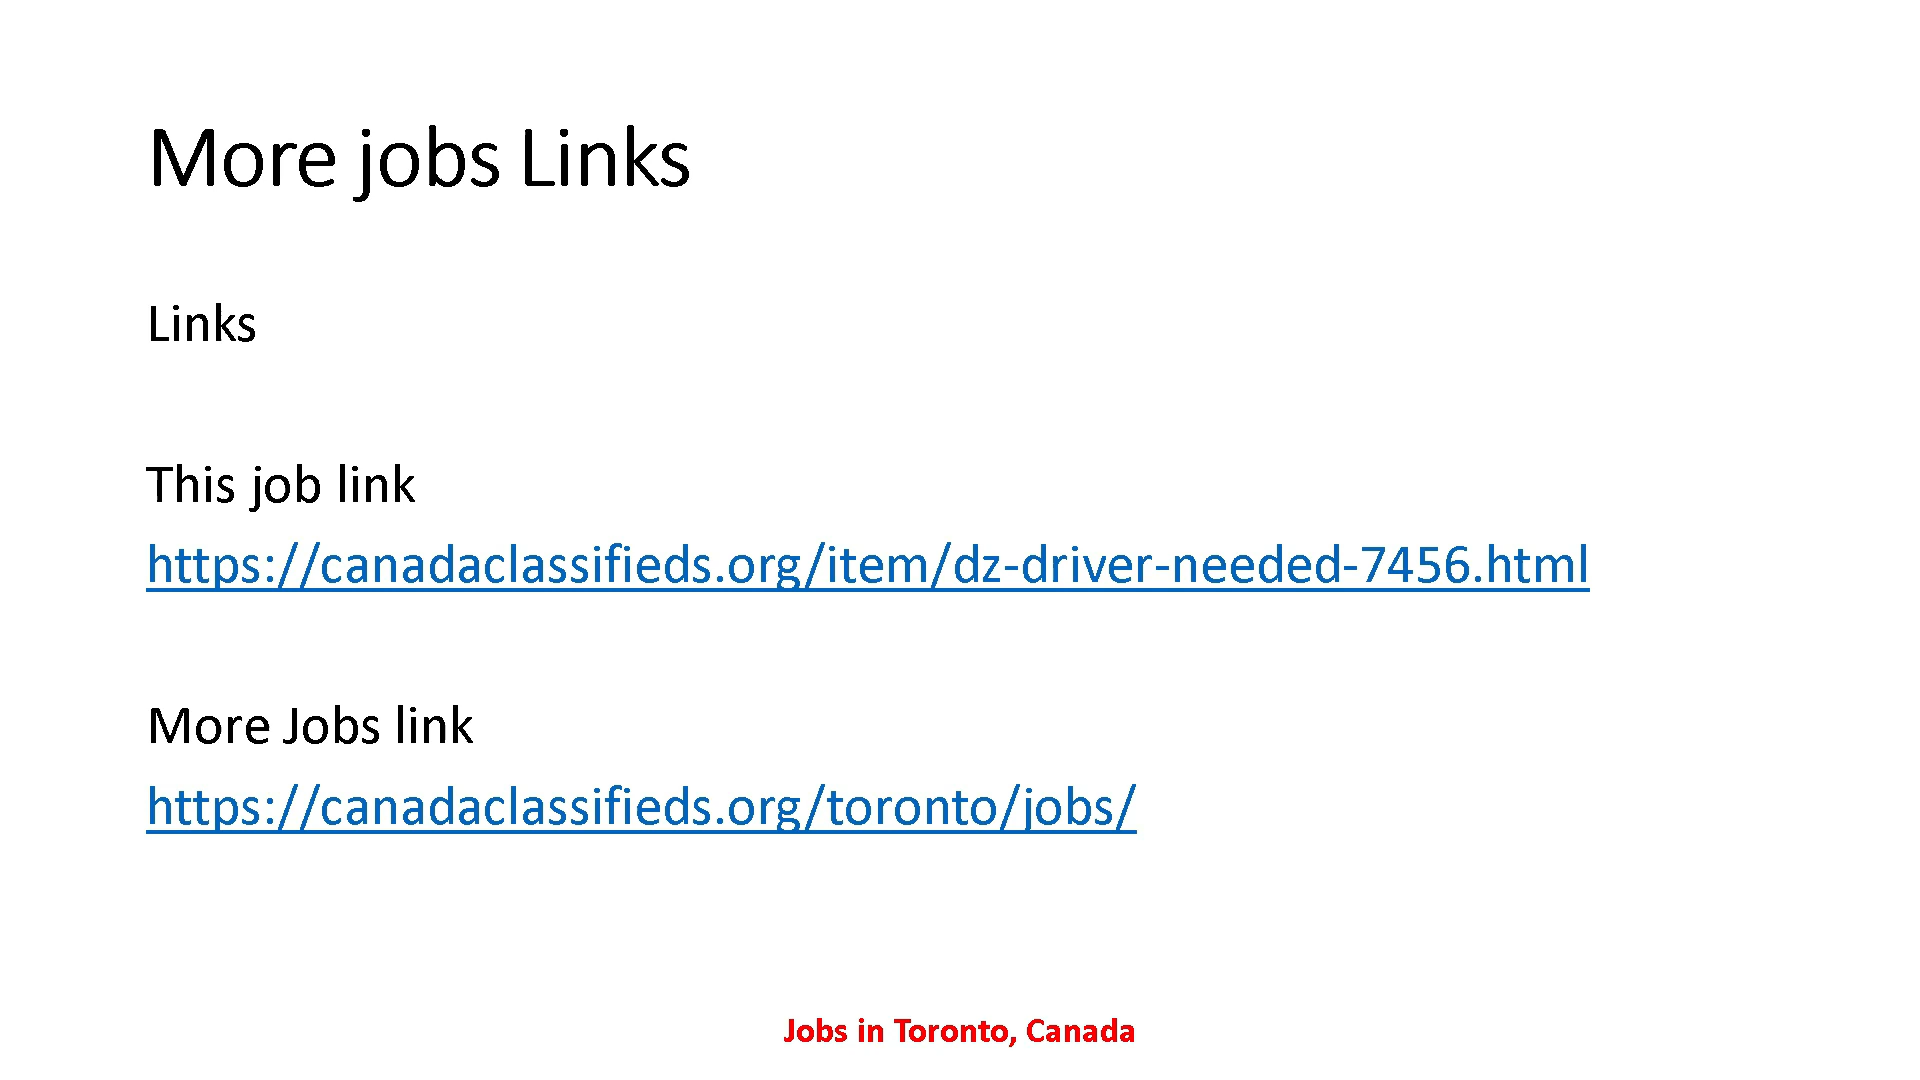 More jobs Links
Links
This job link
https://canadaclassifieds.org/item/dz-driver-needed-7456.html
More Jobs link
https://canadaclassifieds.org/toronto/jobs/
Jobs in Toronto, Canada